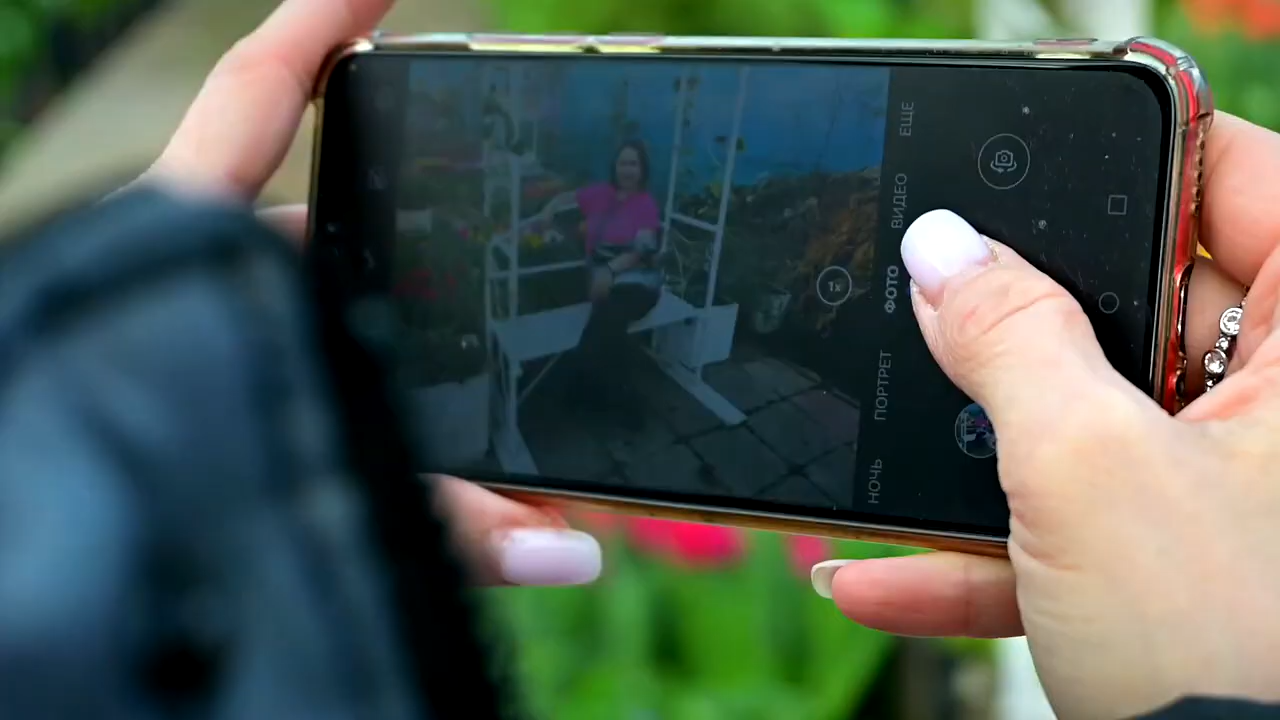 ЕЩЕ
ВИДЕО
ФОТО
ПОРТРЕТ
НОЧЬ
1x